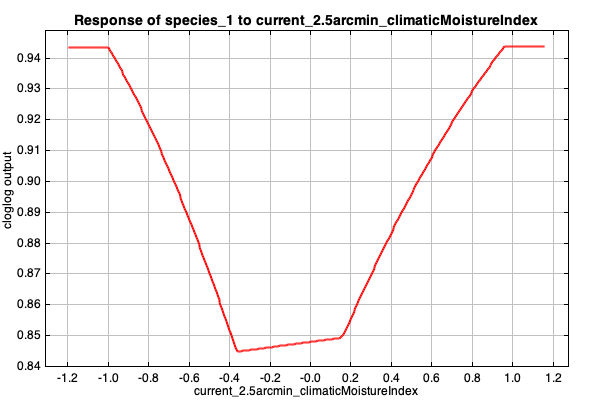 Response of species_1 to current_2.5arcmin_climaticMoistureIndex
cloglog output
0.94
0.93
0.92
0.91
0.90
0.89
0.88
0.87
0.86
0.85
0.84
-1.2 -1.0 -0.8 -0.6 -0.4 -0.2 -0.0 0.2 0.4 0.6 0.8 1.0 1.2
current_2.5arcmin_climaticMoistureIndex